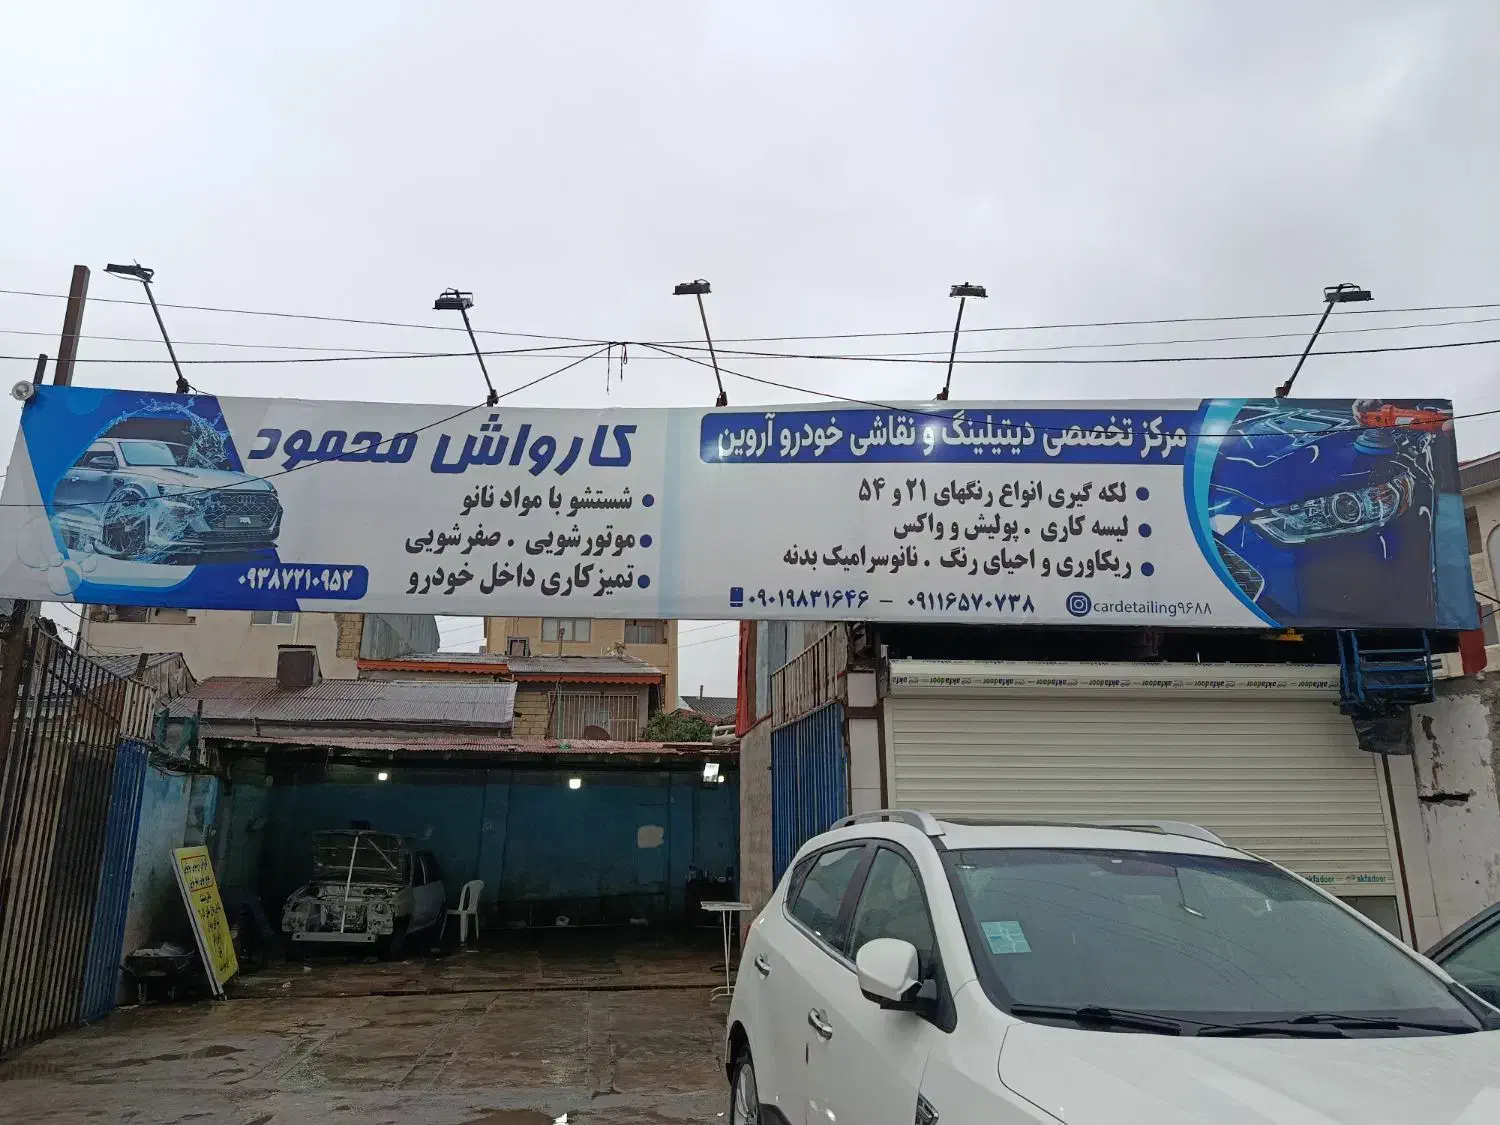 مرکز تخصصی دیتیلینگ و نقاشی خودرو آروین
● لکه گیری انواع رنگهای ۲۱ و ۵۴
● لیسه کاری . پولیش و واکس
● ریکاوری و احیای رنگ . نانوسرامیک بدنه
۰۹۰۱۹۸۳۱۶۴۶ – ۰۹۱۱۶۵۷۰۷۳۸
cardetailing۹۶۸۸
کارواش محمود
● شستشو با مواد نانو
● موتورشویی . صفرشویی
● تمیزکاری داخل خودرو
۰۹۳۸۷۲۱۰۹۵۲
akfadoor